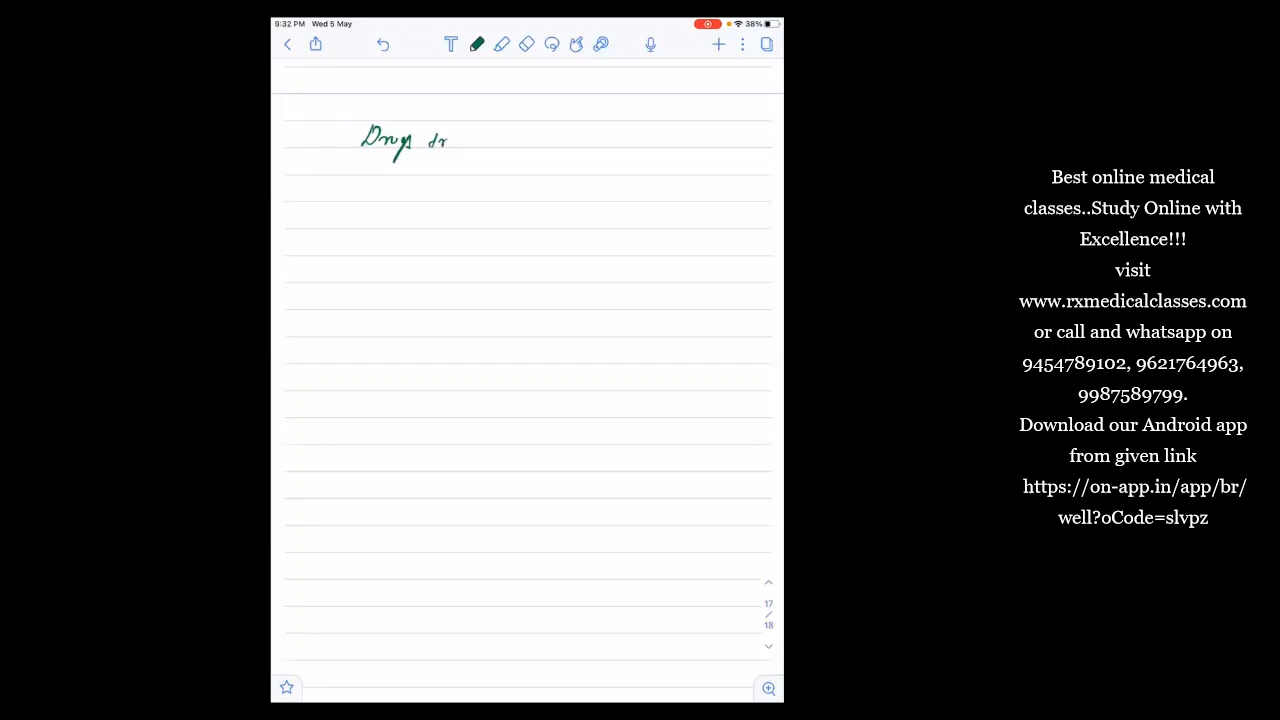 9:32 PM Wed 5 May
38%
T
Drugs dr
17
/
18
Best online medical
classes..Study Online with
Excellence!!!
visit
www.rxmedicalclasses.com
or call and whatsapp on
9454789102, 9621764963,
9987589799.
Download our Android app
from given link
https://on-app.in/app/br/
well?oCode=slvpz